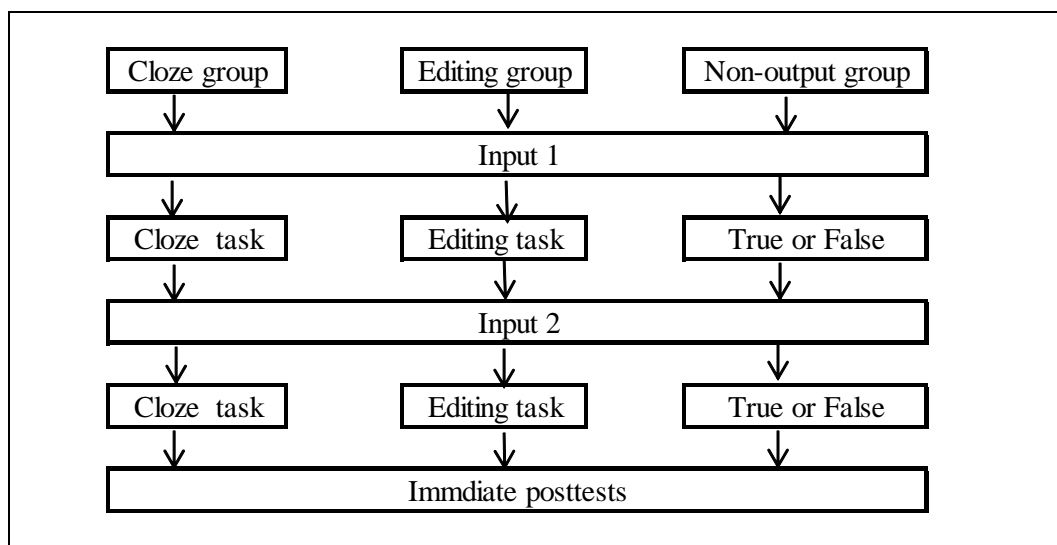 Cloze group Editing group Non-output group
Input 1
Cloze task Editing task True or False
Input 2
Cloze task Editing task True or False
Immdiate posttests